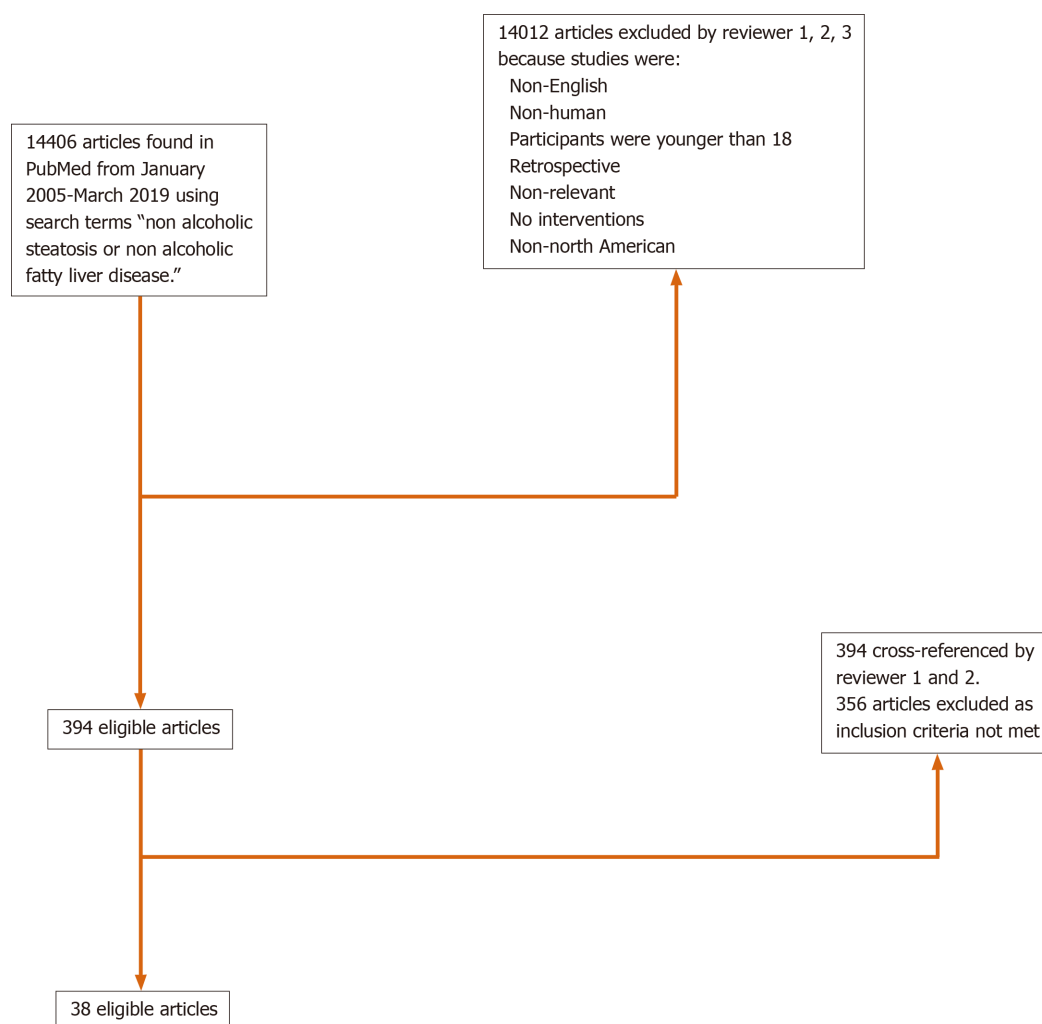 14012 articles excluded by reviewer 1, 2, 3
because studies were:
Non-English
Non-human
Participants were younger than 18
Retrospective
Non-relevant
No interventions
Non-north American
14406 articles found in
PubMed from January
2005-March 2019 using
search terms “non alcoholic
steatosis or non alcoholic
fatty liver disease.”
394 cross-referenced by
reviewer 1 and 2.
356 articles excluded as
inclusion criteria not met
394 eligible articles
38 eligible articles